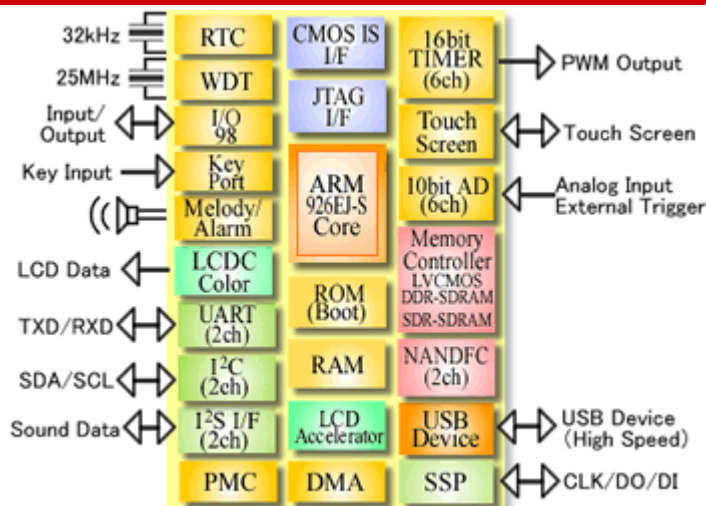 32kHz
25MHz
Input/
Output
Key Input
LCD Data
TXD/RXD
SDA/SCL
Sound Data
RTC
WDT
I/O
98
Key
Port
Melody/
Alarm
LCDC
Color
UART
(2ch)
I²C
(2ch)
I²S I/F
(2ch)
PMC
CMOS IS
I/F
JTAG
I/F
ARM
926EJ-S
Core
ROM
(Boot)
RAM
LCD
Accelerator
DMA
16bit
TIMER
(6ch)
Touch
Screen
10bit AD
(6ch)
Memory
Controller
LVCMOS
DDR-SDRAM
SDR-SDRAM
NANDFC
(2ch)
USB
Device
SSP
PWM Output
Touch Screen
Analog Input
External Trigger
USB Device
(High Speed)
CLK/DO/DI